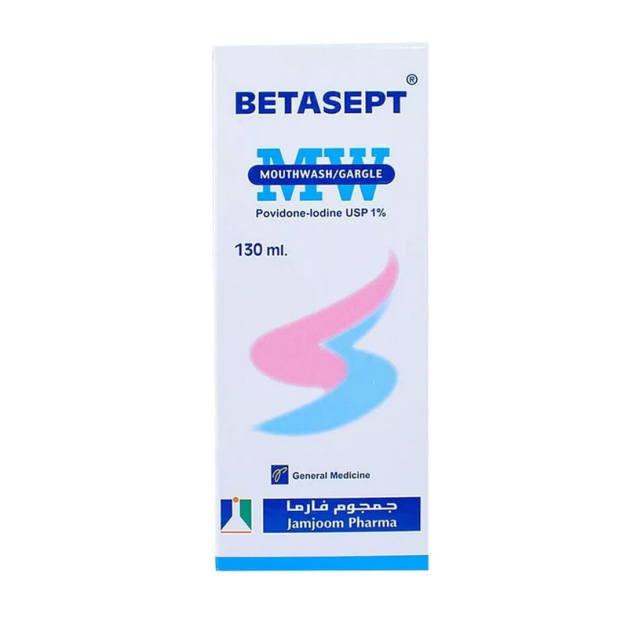 BETASEPT®
MW
MOUTHWASH/GARGLE
Povidone-Iodine USP 1%
130 ml.
General Medicine
جمجوم فارما
Jamjoom Pharma